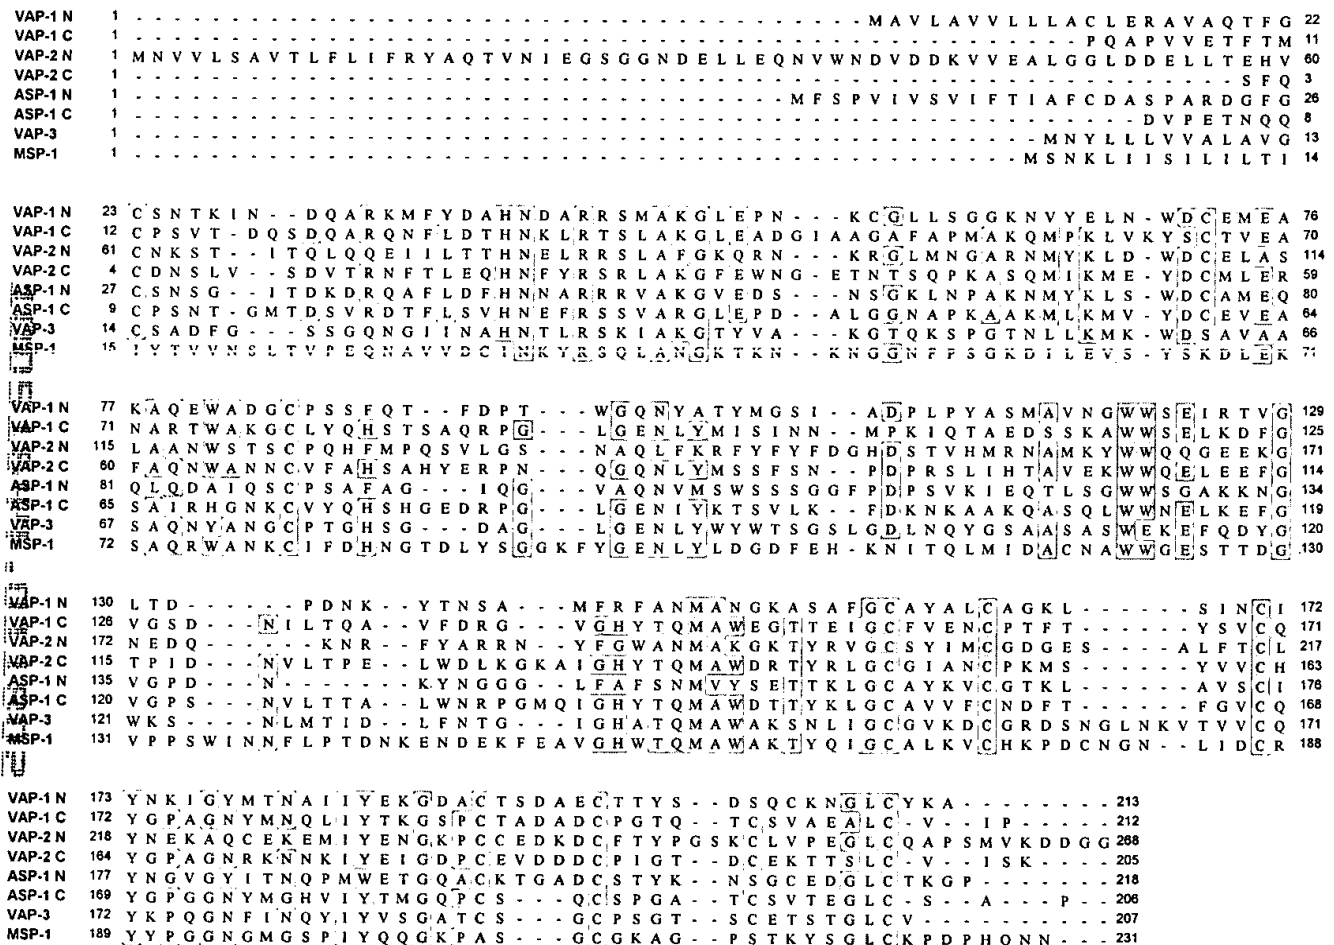 VAP-1 N 1 - - - - - - - - - - - - - - - - - - - - - - - - - - - - - - - - - - - - - - M A V L A V V L L L A C L E R A V A Q T F G 22
VAP-1 C 1 - - - - - - - - - - - - - - - - - - - - - - - - - - - - - - - - - - - - - - - - - - - - - - - - - P Q A P V V E T F T M 11
VAP-2 N 1 M N V V L S A V T L F L I F R Y A Q T V N I E G S G G N D E L L E Q N V W N D V D D K V V E A L G G L D D E L L T E H V 60
VAP-2 C 1 - - - - - - - - - - - - - - - - - - - - - - - - - - - - - - - - - - - - - - - - - - - - - - - - - - - - - - - - - S F Q 3
ASP-1 N 1 - - - - - - - - - - - - - - - - - - - - - - - - - - - - - - - - - - M F S P V I V S V I F T I A F C D A S P A R D G F G 26
ASP-1 C 1 - - - - - - - - - - - - - - - - - - - - - - - - - - - - - - - - - - - - - - - - - - - - - - - - - - - - D V P E T N Q Q 8
VAP-3 1 - - - - - - - - - - - - - - - - - - - - - - - - - - - - - - - - - - - - - - - - - - - - - - - M N Y L L L V V A L A V G 13
MSP-1 1 - - - - - - - - - - - - - - - - - - - - - - - - - - - - - - - - - - - - - - - - - - - - - - M S N K L I I S I L I L T I 14
VAP-1 N 23 C S N T K I N - - D Q A R K M F Y D A H N D A R R S M A K G L E P N - - - K C G L L S G G K N V Y E L N - W D C E M E A 76
VAP-1 C 12 C P S V T - D Q S D Q A R Q N F L D T H N K L R T S L A K G L E A D G I A A G A F A P M A K Q M P K L V K Y S C T V E A 70
VAP-2 N 61 C N K S T - - I T Q L Q Q E I I L T T H N E L R R S L A F G K Q R N - - - K R G L M N G A R N M Y K L D - W D C E L A S 114
VAP-2 C 4 C D N S L V - - S D V T R N F T L E Q H N F Y R S R L A K G F E W N G - E T N T S Q P K A S Q M I K M E - Y D C M L E R 59
ASP-1 N 27 C S N S G - - I T D K D R Q A F L D F H N N A R R R V A K G V E D S - - - N S G K L N P A K N M Y K L S - W D C A M E Q 80
ASP-1 C 9 C P S N T - G M T D S V R D T F L S V H N E F R S S V A R G L E P D - - A L G G N A P K A A K M L K M V - Y D C E V E A 64
VAP-3 14 C S A D F G - - - S S G Q N G I I N A H N T L R S K I A K G T Y V A - - - K G T Q K S P G T N L L K M K - W D S A V A A 66
MSP-1 15 I Y T V V N S L T V P E Q N A V V D C I N K Y R S Q L A N G K T K N - - K N G G N F P S G K D I L E V S - Y S K D L E K 71
VAP-1 N 77 K A Q E W A D G C P S S F Q T - - F D P T - - - W G Q N Y A T Y M G S I - - A D P L P Y A S M A V N G W W S E I R T V G 129
VAP-1 C 71 N A R T W A K G C L Y Q H S T S A Q R P G - - - L G E N L Y M I S I N N - - M P K I Q T A E D S S K A W W S E L K D F G 125
VAP-2 N 115 L A A N W S T S C P Q H F M P Q S V L G S - - - N A Q L F K R F Y F Y F D G H D S T V H M R N A M K Y W W Q Q G E E K G 171
VAP-2 C 60 F A Q N W A N N C V F A H S A H Y E R P N - - - Q G Q N L Y M S S F S N - - P D P R S L I H T A V E K W W Q E L E E F G 114
ASP-1 N 81 Q L Q D A I Q S C P S A F A G - - - I Q G - - - V A Q N V M S W S S S G G F P D P S V K I E Q T L S G W W S G A K K N G 134
ASP-1 C 65 S A I R H G N K C V Y Q H S H G E D R P G - - - L G E N I Y K T S V L K - - F D K N K A A K Q A S Q L W W N E L K E F G 119
VAP-3 67 S A Q N Y A N G C P T G H S G - - - D A G - - - L G E N L Y W Y W T S G S L G D L N Q Y G S A A S A S W E K E F Q D Y G 120
MSP-1 72 S A Q R W A N K C I F D H N G T D L Y S G G K F Y G E N L Y L D G D F E H - K N I T Q L M I D A C N A W W G E S T T D G 130
VAP-1 N 130 L T D - - - - - - P D N K - - Y T N S A - - - M F R F A N M A N G K A S A F G C A Y A L C A G K L - - - - - - S I N C I 172
VAP-1 C 126 V G S D - - N I L T Q A - - V F D R G - - - V G H Y T Q M A W E G T T E I G C F V E N C P T F T - - - - - - Y S V C Q 171
VAP-2 N 172 N E D Q - - - - - - K N R - - F Y A R R N - - Y F G W A N M A K G K T Y R V G C S Y I M C G D G E S - - - - A L F T C L 217
VAP-2 C 115 T P I D - - N V L T P E - - L W D L K G K A I G H Y T Q M A W D R T Y R L G C G I A N C P K M S - - - - - - Y V V C H 163
ASP-1 N 135 V G P D - - N - - - - - - K Y N G G G - - L F A F S N M V Y S E T T K L G C A Y K V C G T K L - - - - - - A V S C I 176
ASP-1 C 120 V G P S - - N V L T T A - - L W N R P G M Q I G H Y T Q M A W D T T Y K L G C A V V F C N D F T - - - - - - F G V C Q 168
VAP-3 121 W K S - - - N L M T I D - - L F N T G - - - I G H A T Q M A W A K S N L I G C G V K D C G R D S N G L N K V T V V C Q 171
MSP-1 131 V P P S W I N N F L P T D N K E N D E K F E A V G H W T Q M A W A K T Y Q I G C A L K V C H K P D C N G N - - L I D C R 188
VAP-1 N 173 Y N K I G Y M T N A I I Y E K G D A C T S D A E C T T Y S - - D S Q C K N G L C Y K A - - - - - - - - 213
VAP-1 C 172 Y G P A G N Y M N Q L I Y T K G S P C T A D A D C P G T Q - - T C S V A E A L C - V - - I P - - - - 212
VAP-2 N 218 Y N E K A Q C E K E M I Y E N G K P C C E D K D C F T Y P G S K C L V P E G L C Q A P S M V K D D G G 268
VAP-2 C 164 Y G P A G N R K N N K I Y E I G D P C E V D D D C P I G T - - D C E K T T S L C - V - - I S K - - - - 205
ASP-1 N 177 Y N G V G Y I T N Q P M W E T G Q A C K T G A D C S T Y K - - N S G C E D G L C T K G P - - - - - - - 218
ASP-1 C 169 Y G P G G N Y M G H V I Y T M G Q P C S - - - Q C S P G A - - T C S V T E G L C - S - - A - - P - - 206
VAP-3 172 Y K P Q G N F I N Q Y I Y V S G A T C S - - - G C P S G T - - S C E T S T G L C V - - - - - - - - - - 207
MSP-1 189 Y Y P G G N G M G S P I Y Q Q G K P A S - - - G C G K A G - - P S T K Y S G L C K P D P H Q N N - - - 231